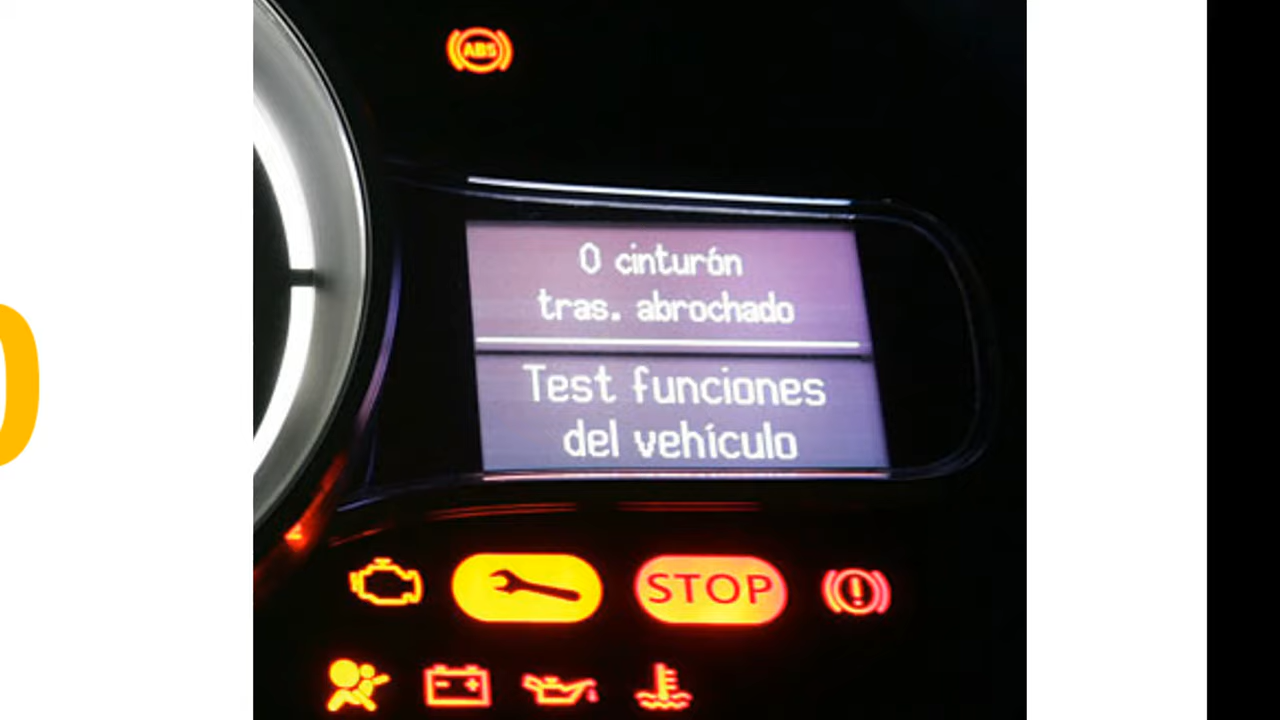 ABS
0 cinturón
tras. abrochado
Test funciones
del vehículo
STOP